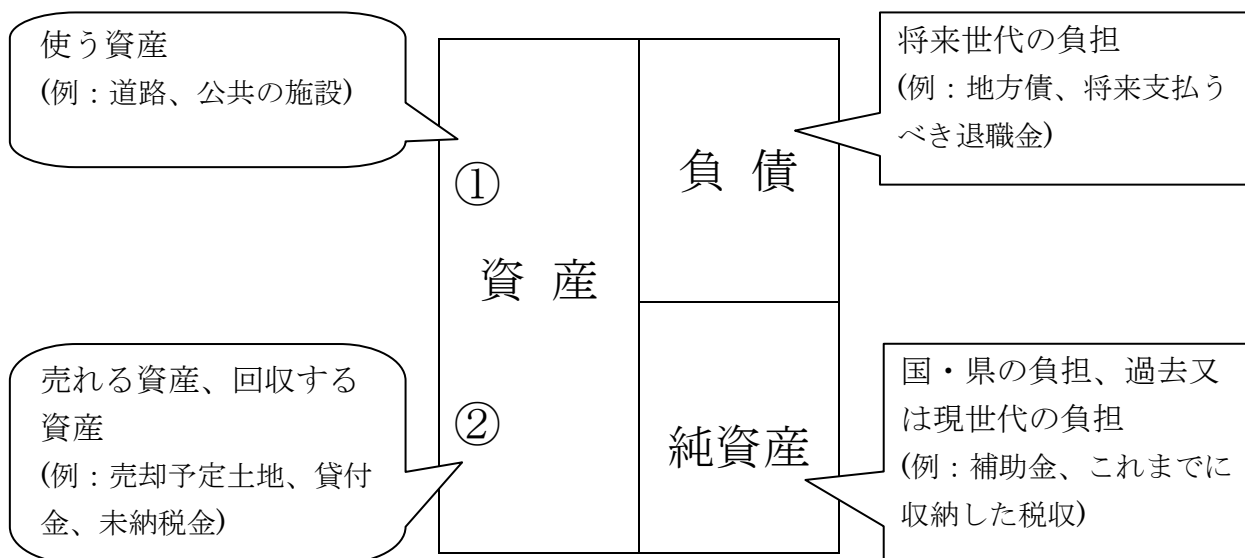 使う資産
(例：道路、公共の施設)
将来世代の負担
(例：地方債、将来支払う
べき退職金)
①
負 債
資 産
売れる資産、回収する
資産
(例：売却予定土地、貸付
金、未納税金)
②
純資産
国・県の負担、過去又
は現世代の負担
(例：補助金、これまでに
収納した税収)